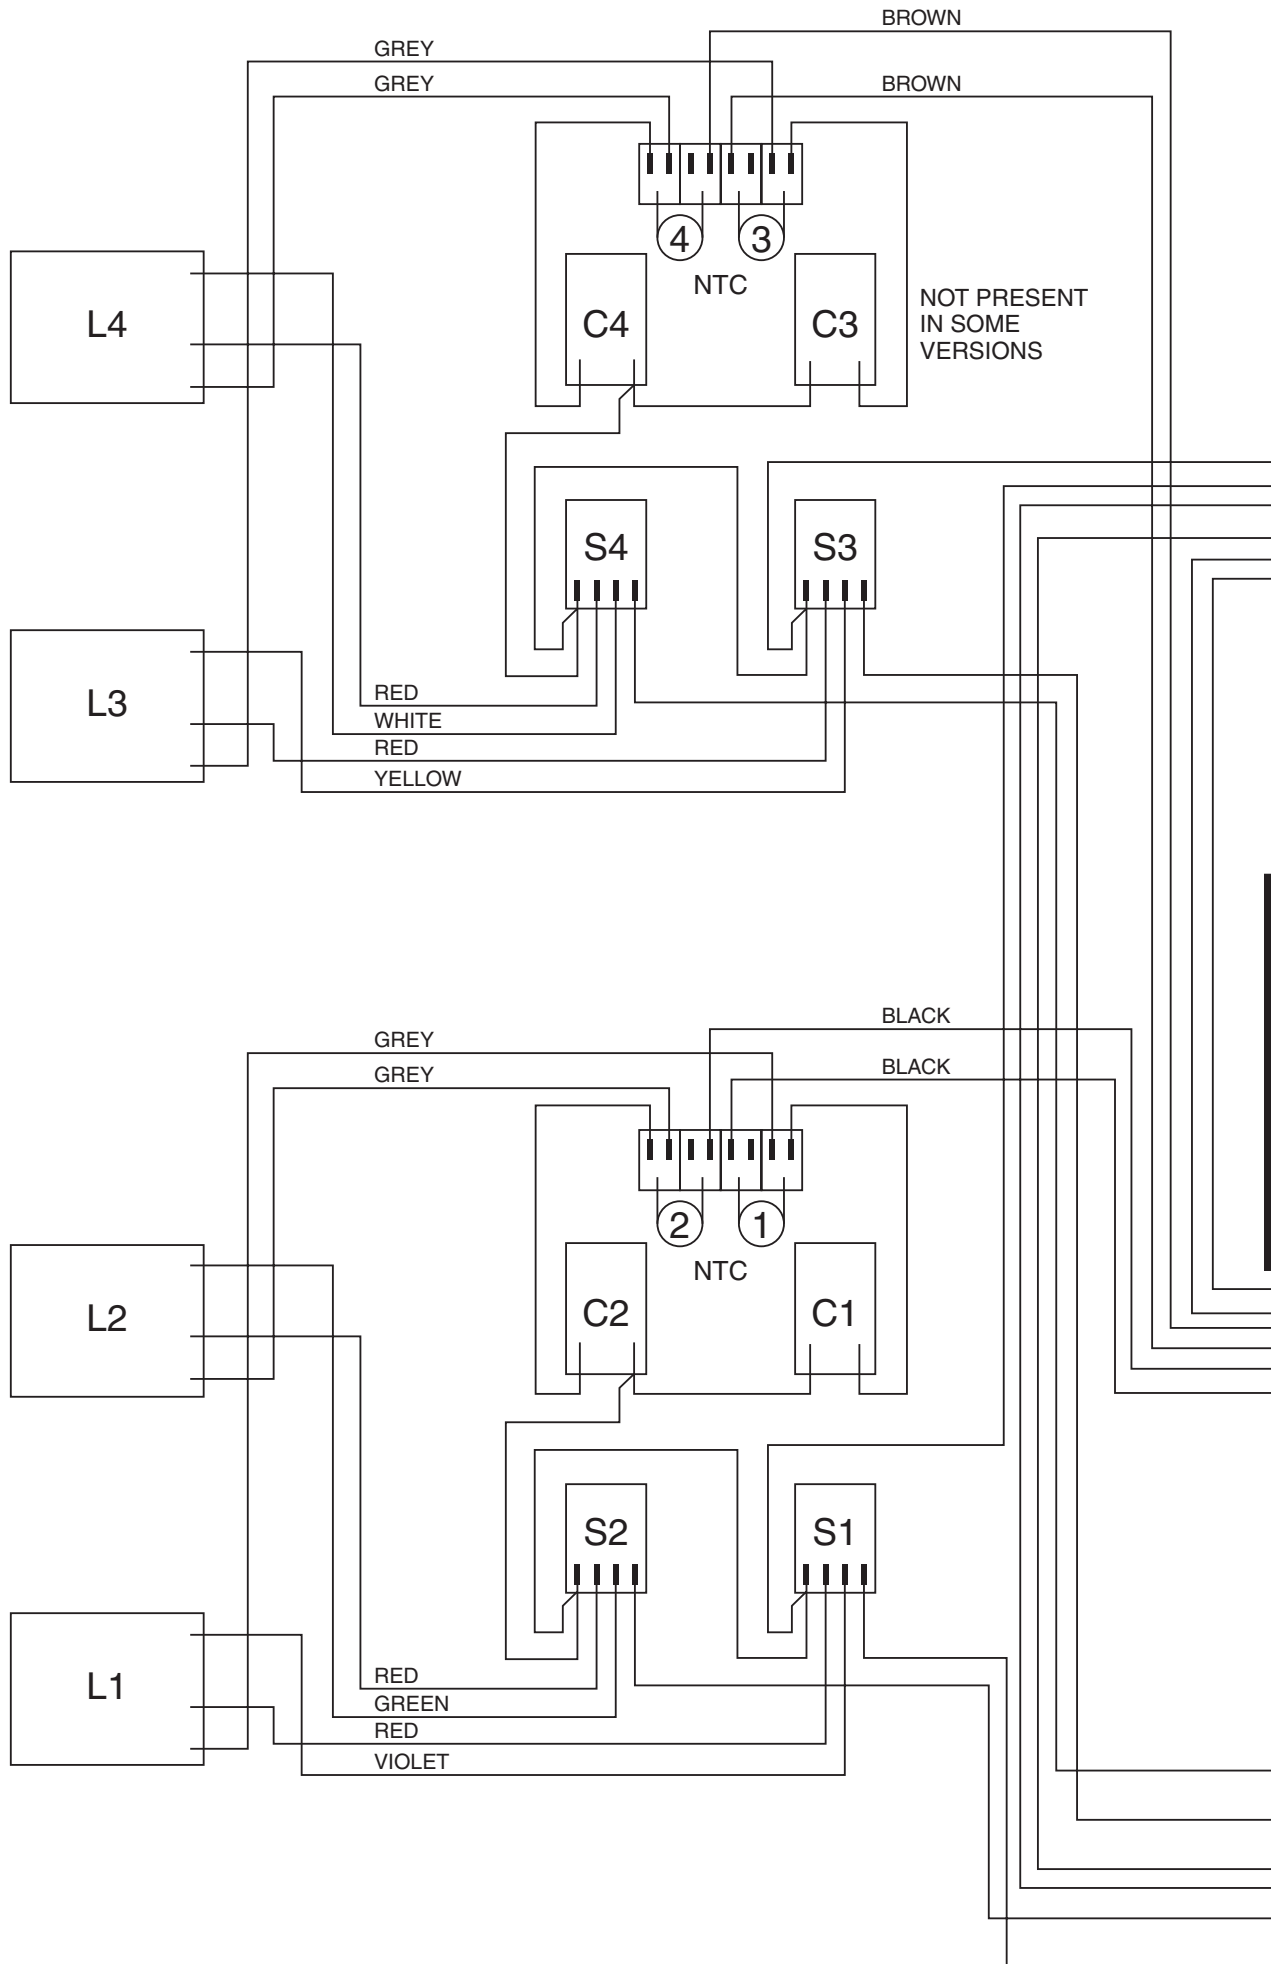 BROWN
GREY
GREY
BROWN
4
3
NTC
L4
C4
C3
NOT PRESENT
IN SOME
VERSIONS
S4
S3
L3
RED
WHITE
RED
YELLOW
BLACK
GREY
BLACK
GREY
2
1
NTC
L2
C2
C1
S2
S1
L1
RED
GREEN
RED
VIOLET